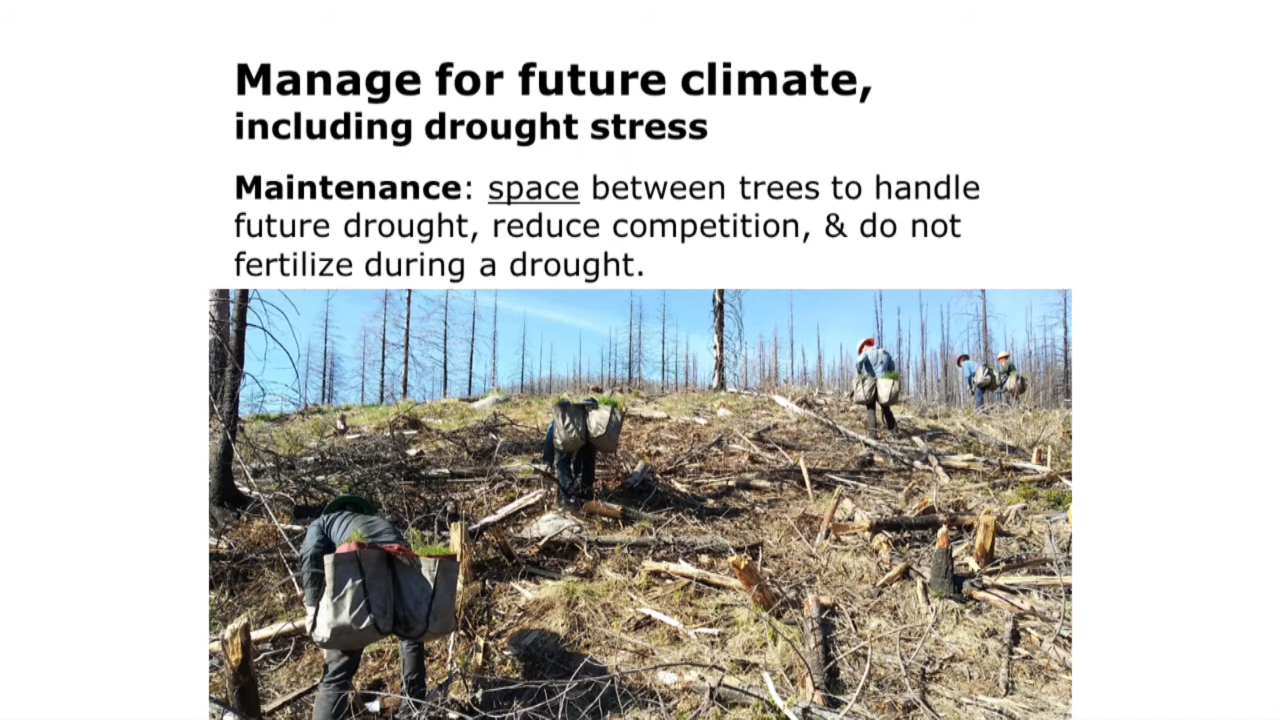 Manage for future climate,
including drought stress
Maintenance: space between trees to handle
future drought, reduce competition, & do not
fertilize during a drought.